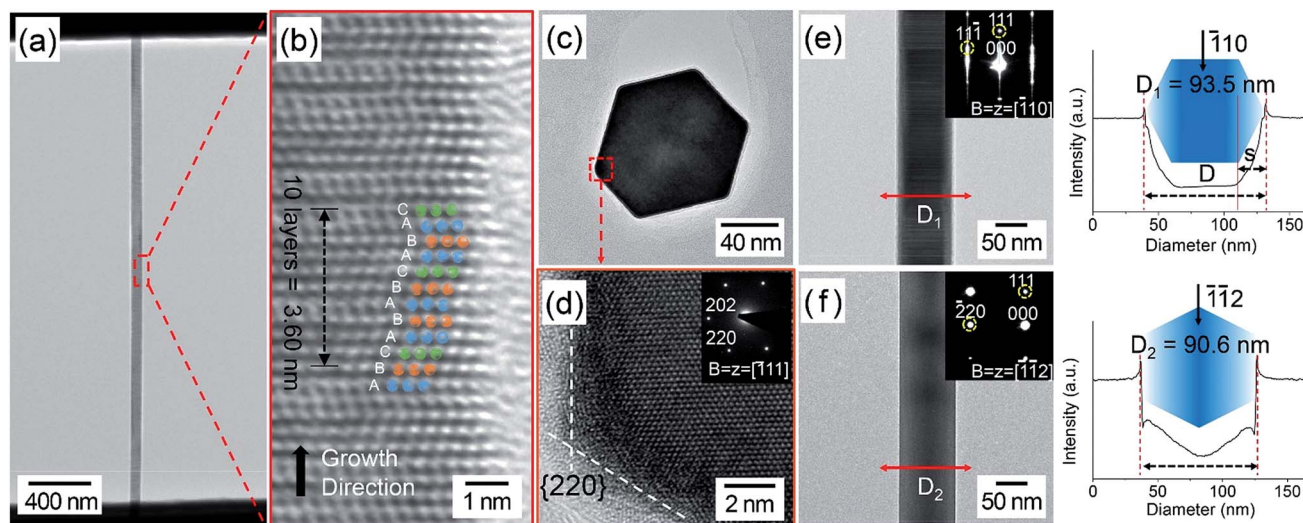 (a)
400 nm
(b)
10 layers = 3.60 nm
C
A
B
A
C
B
A
B
A
C
B
A
Growth
Direction
1 nm
(c)
40 nm
(d)
202
220
B=z=[1̄11]
{220}
2 nm
(e)
111̄
111
000
B=z=[1̄10]
D1
50 nm
(f)
111
2̄20
000
B=z=[1̄1̄2]
D2
50 nm
Intensity (a.u.)
1̄10
D1 = 93.5 nm
D
s
0 50 100 150
Diameter (nm)
Intensity (a.u.)
1̄1̄2
D2 = 90.6 nm
0 50 100 150
Diameter (nm)